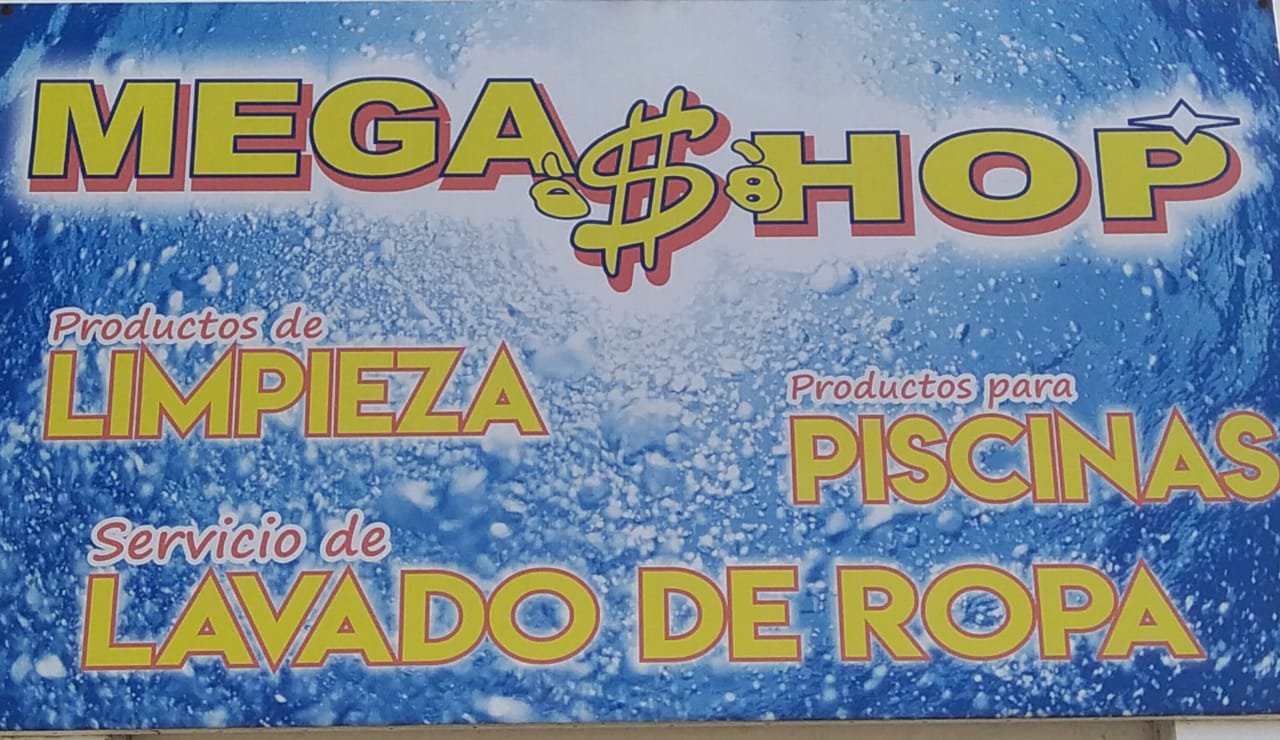 MEGA$HOP
Productos de
LIMPIEZA
Productos para
PISCINAS
Servicio de
LAVADO DE ROPA